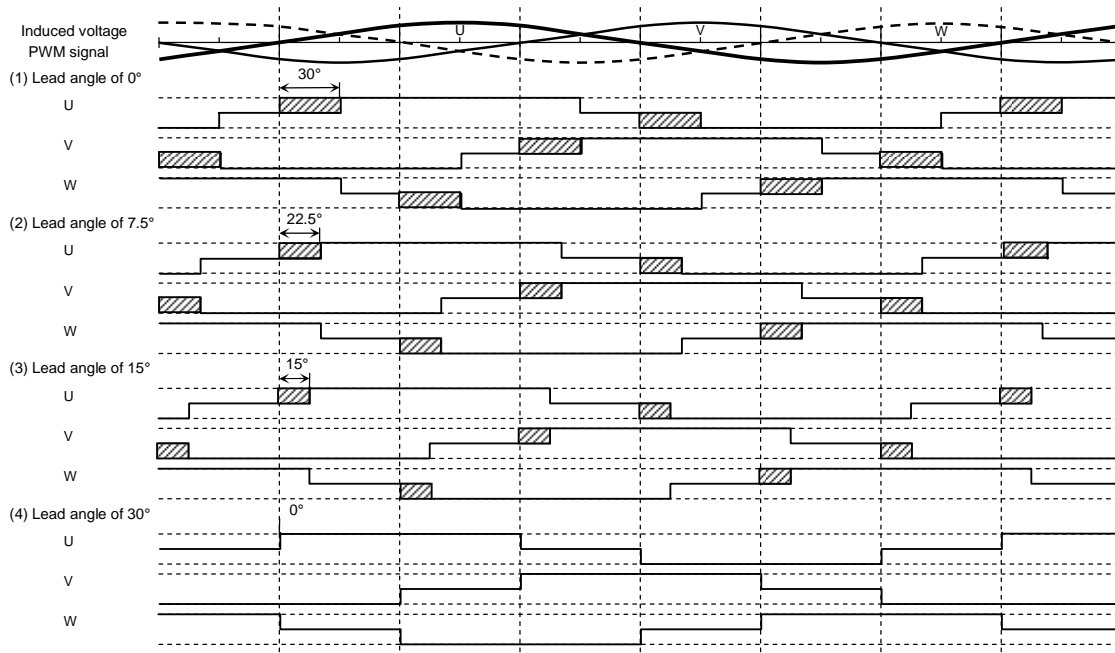 Induced voltage
U V W
PWM signal
(1) Lead angle of 0°
30°
U
V
W
(2) Lead angle of 7.5°
22.5°
U
V
W
(3) Lead angle of 15°
15°
U
V
W
(4) Lead angle of 30°
0°
U
V
W